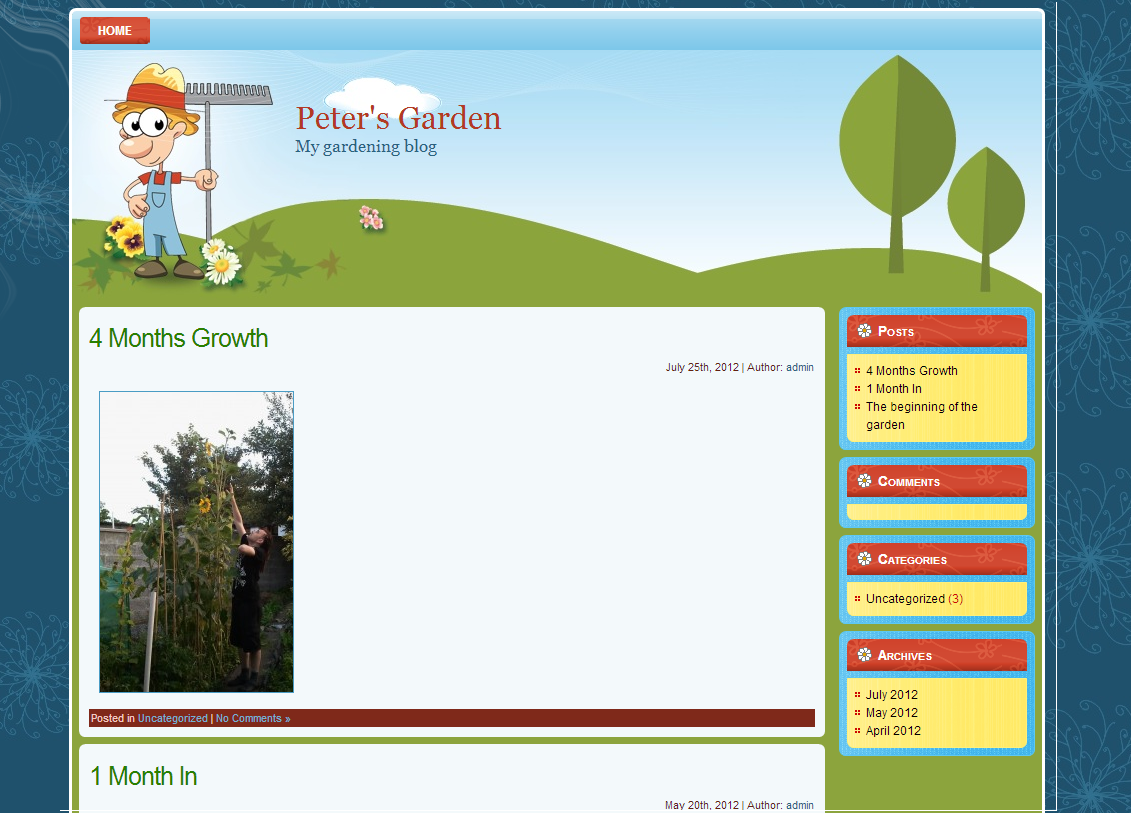 HOME
Peter's Garden
My gardening blog
4 Months Growth
July 25th, 2012 | Author: admin
Posted in Uncategorized | No Comments »
1 Month In
May 20th, 2012 | Author: admin
Posts
4 Months Growth
1 Month In
The beginning of the
garden
Comments
Categories
Uncategorized (3)
Archives
July 2012
May 2012
April 2012